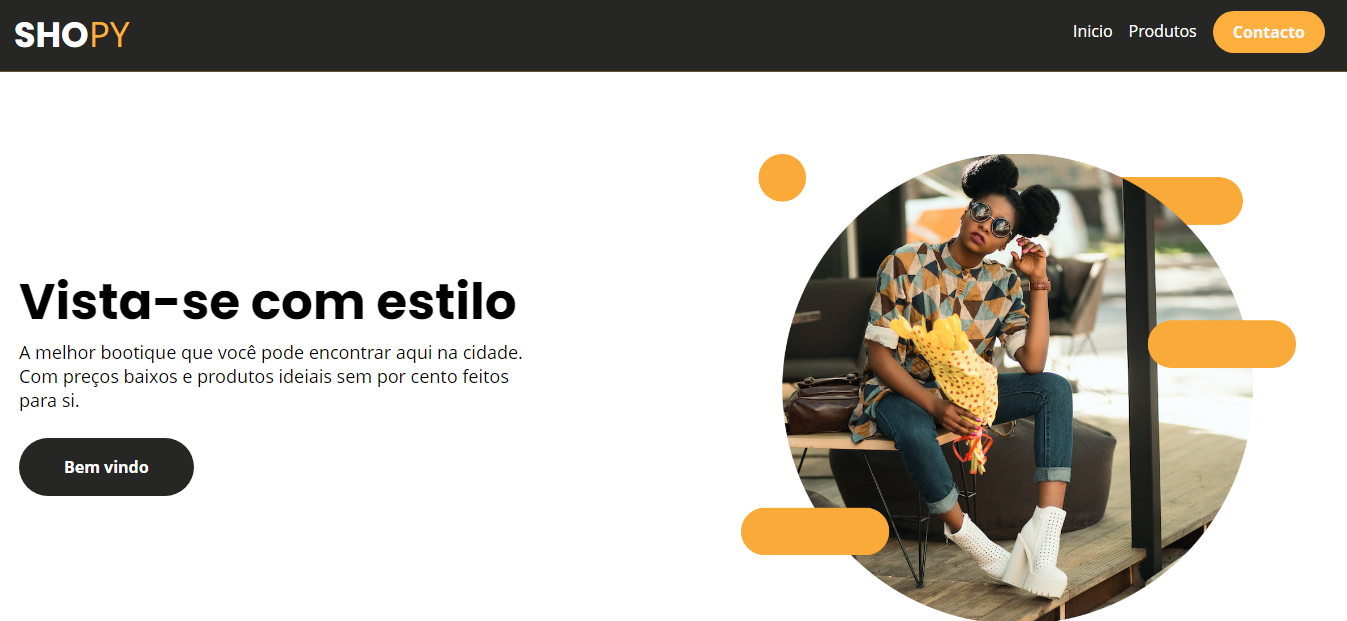 SHOPY
Inicio Produtos Contacto
Vista-se com estilo
A melhor bootique que você pode encontrar aqui na cidade.
Com preços baixos e produtos ideiais sem por cento feitos
para si.
Bem vindo